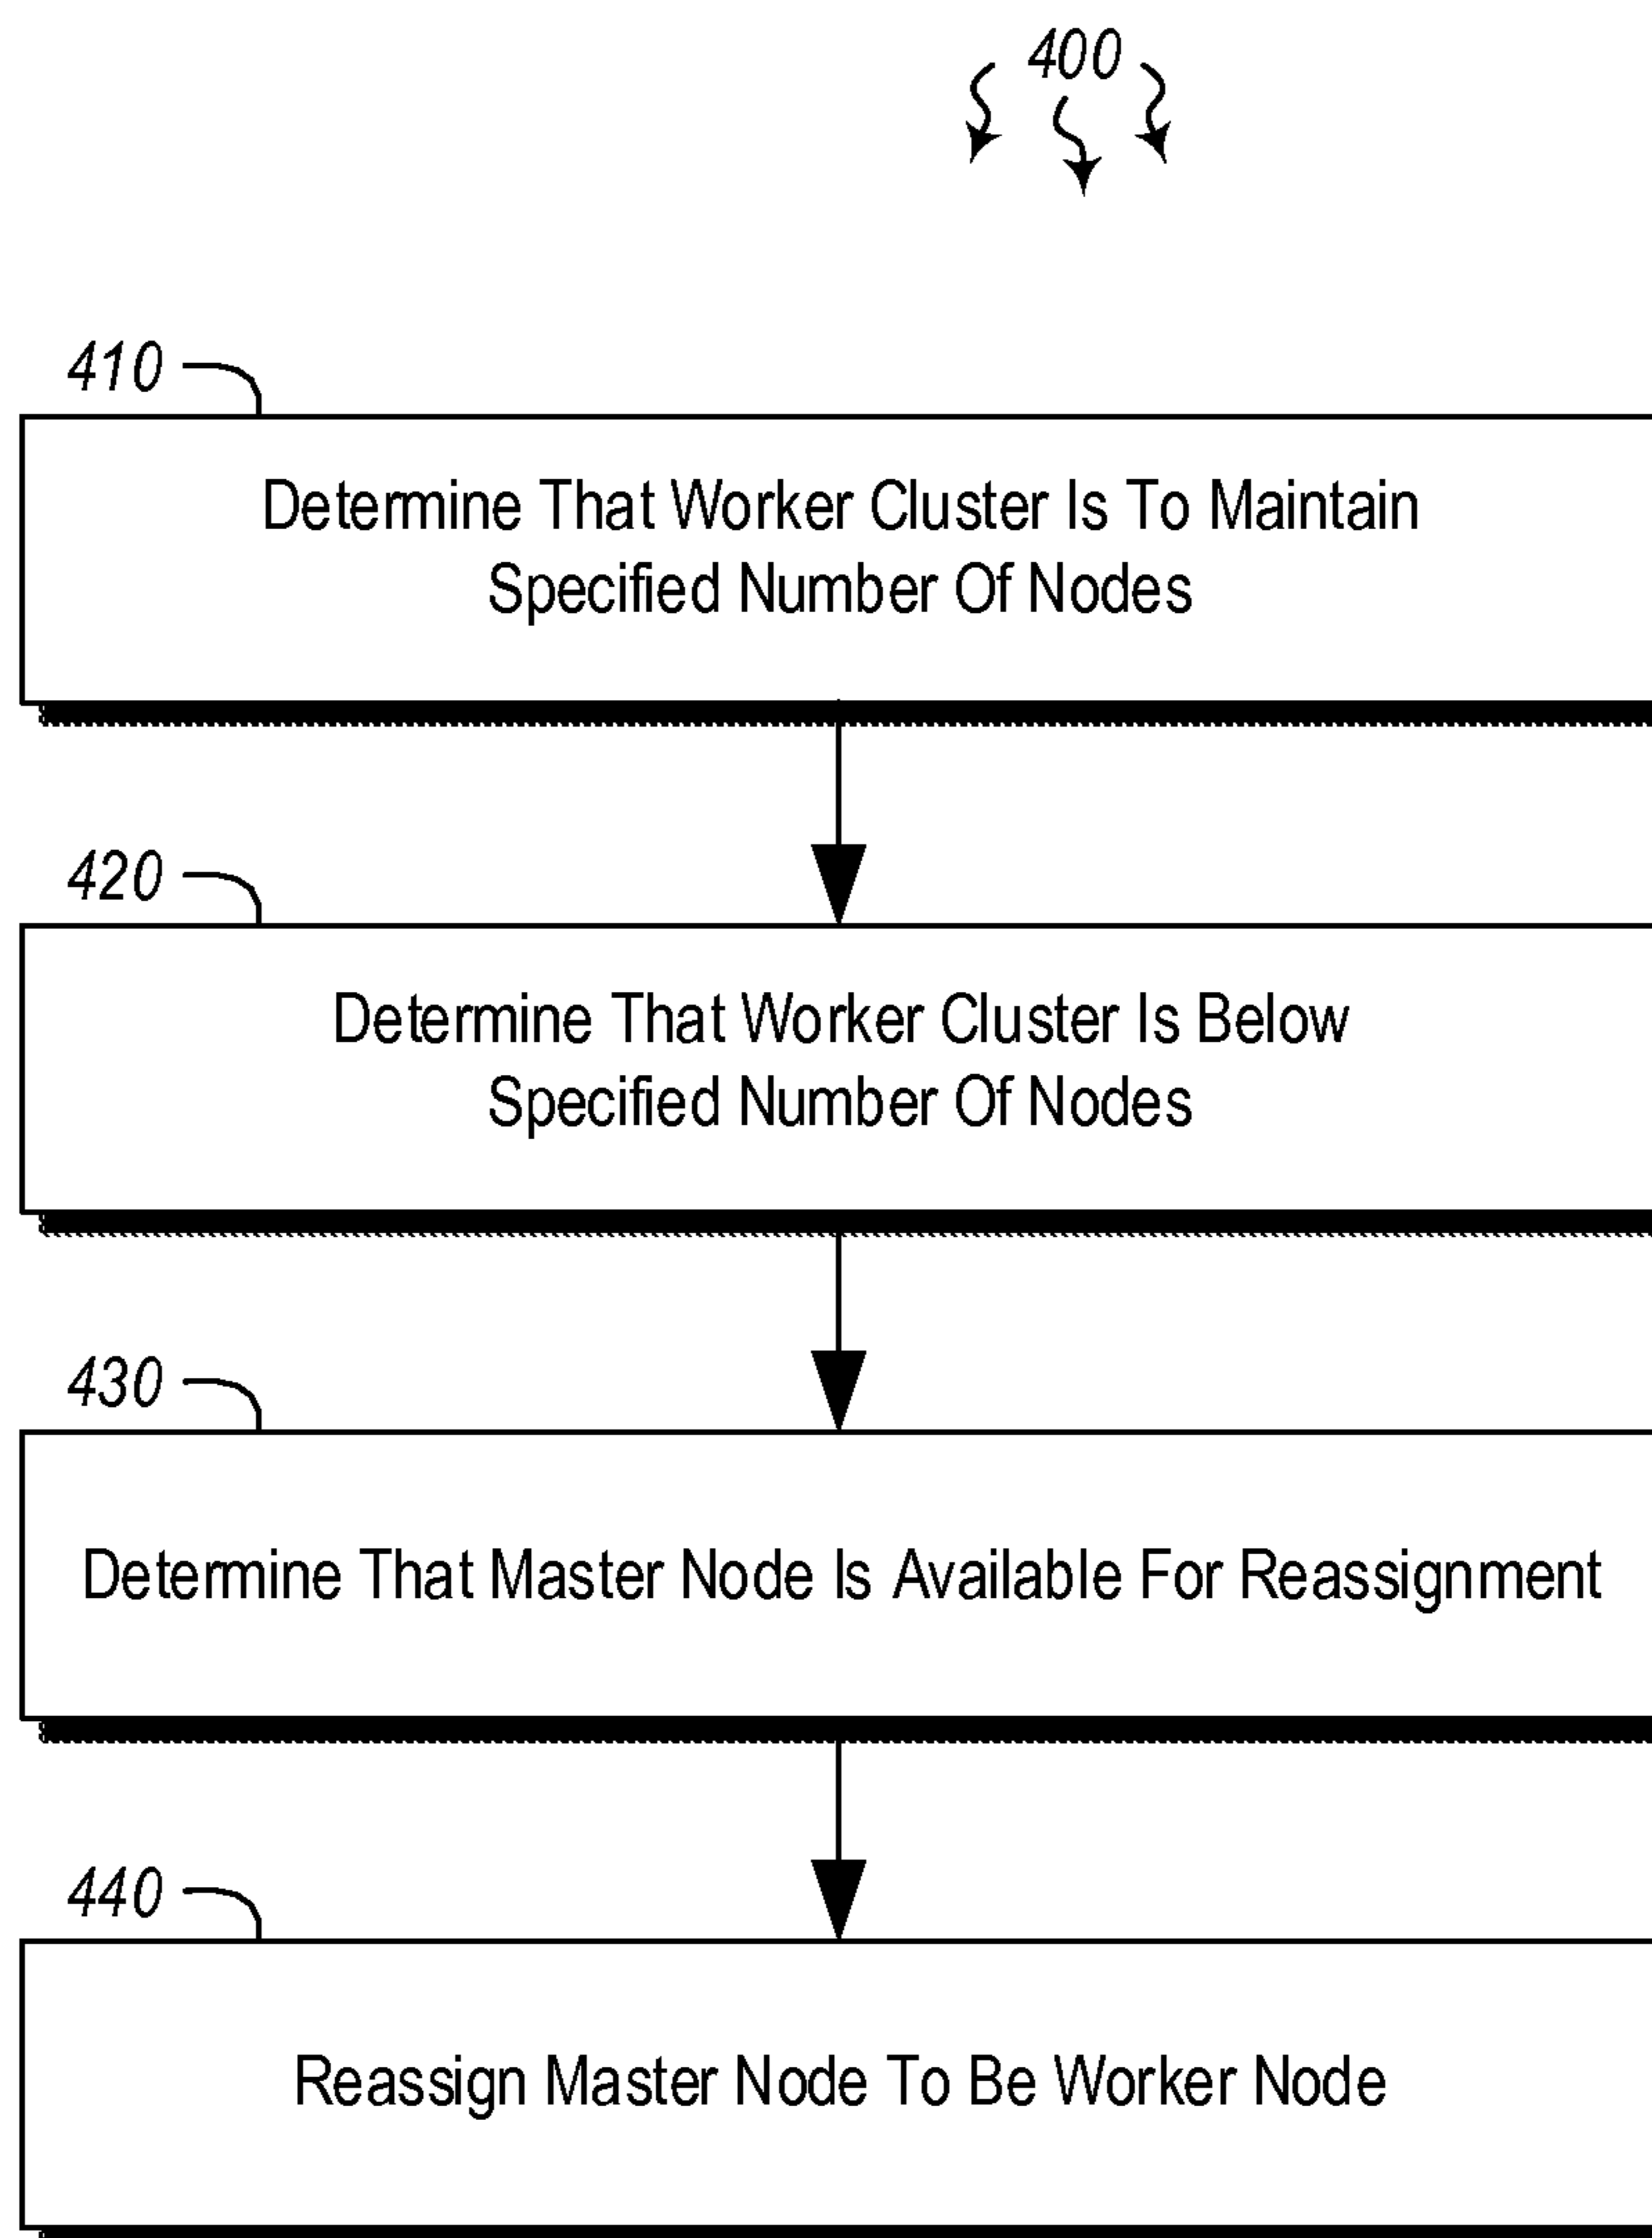 400
410
Determine That Worker Cluster Is To Maintain
Specified Number Of Nodes
420
Determine That Worker Cluster Is Below
Specified Number Of Nodes
430
Determine That Master Node Is Available For Reassignment
440
Reassign Master Node To Be Worker Node